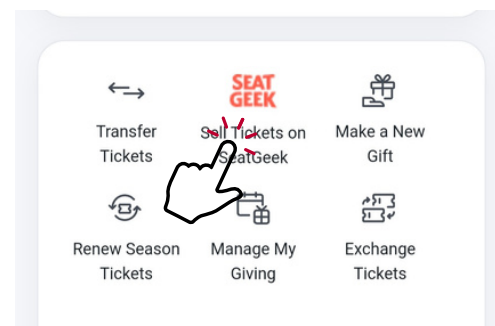 SEAT
GEEK
Transfer
Tickets
Sell Tickets on
SeatGeek
Make a New
Gift
Renew Season
Tickets
Manage My
Giving
Exchange
Tickets